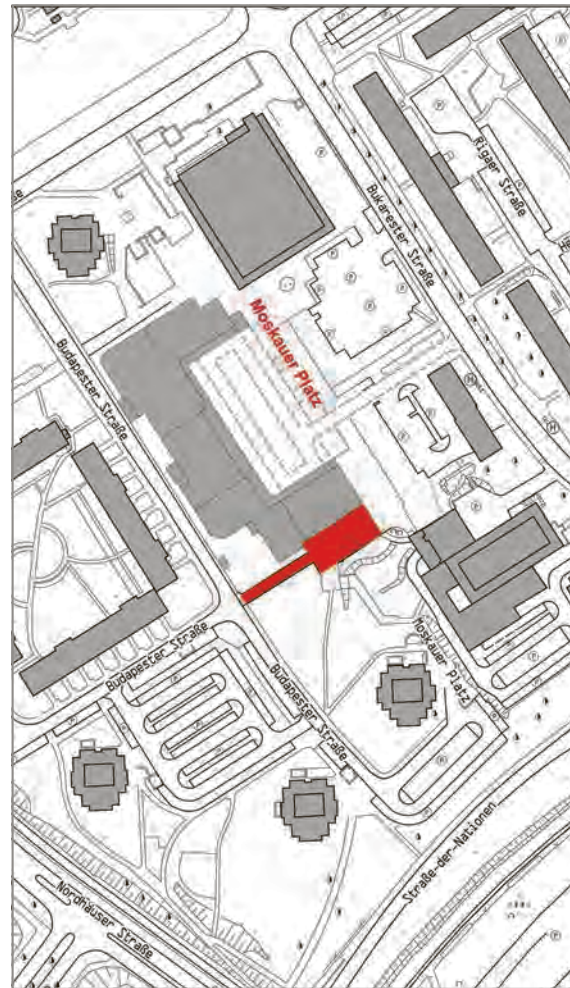 Rigaer Straße
Bukarester Straße
Moskauer Platz
Budapester Straße
Budapester Straße
Budapester Straße
Moskauer Platz
Straße-der-Nationen
Nordhäuser Straße